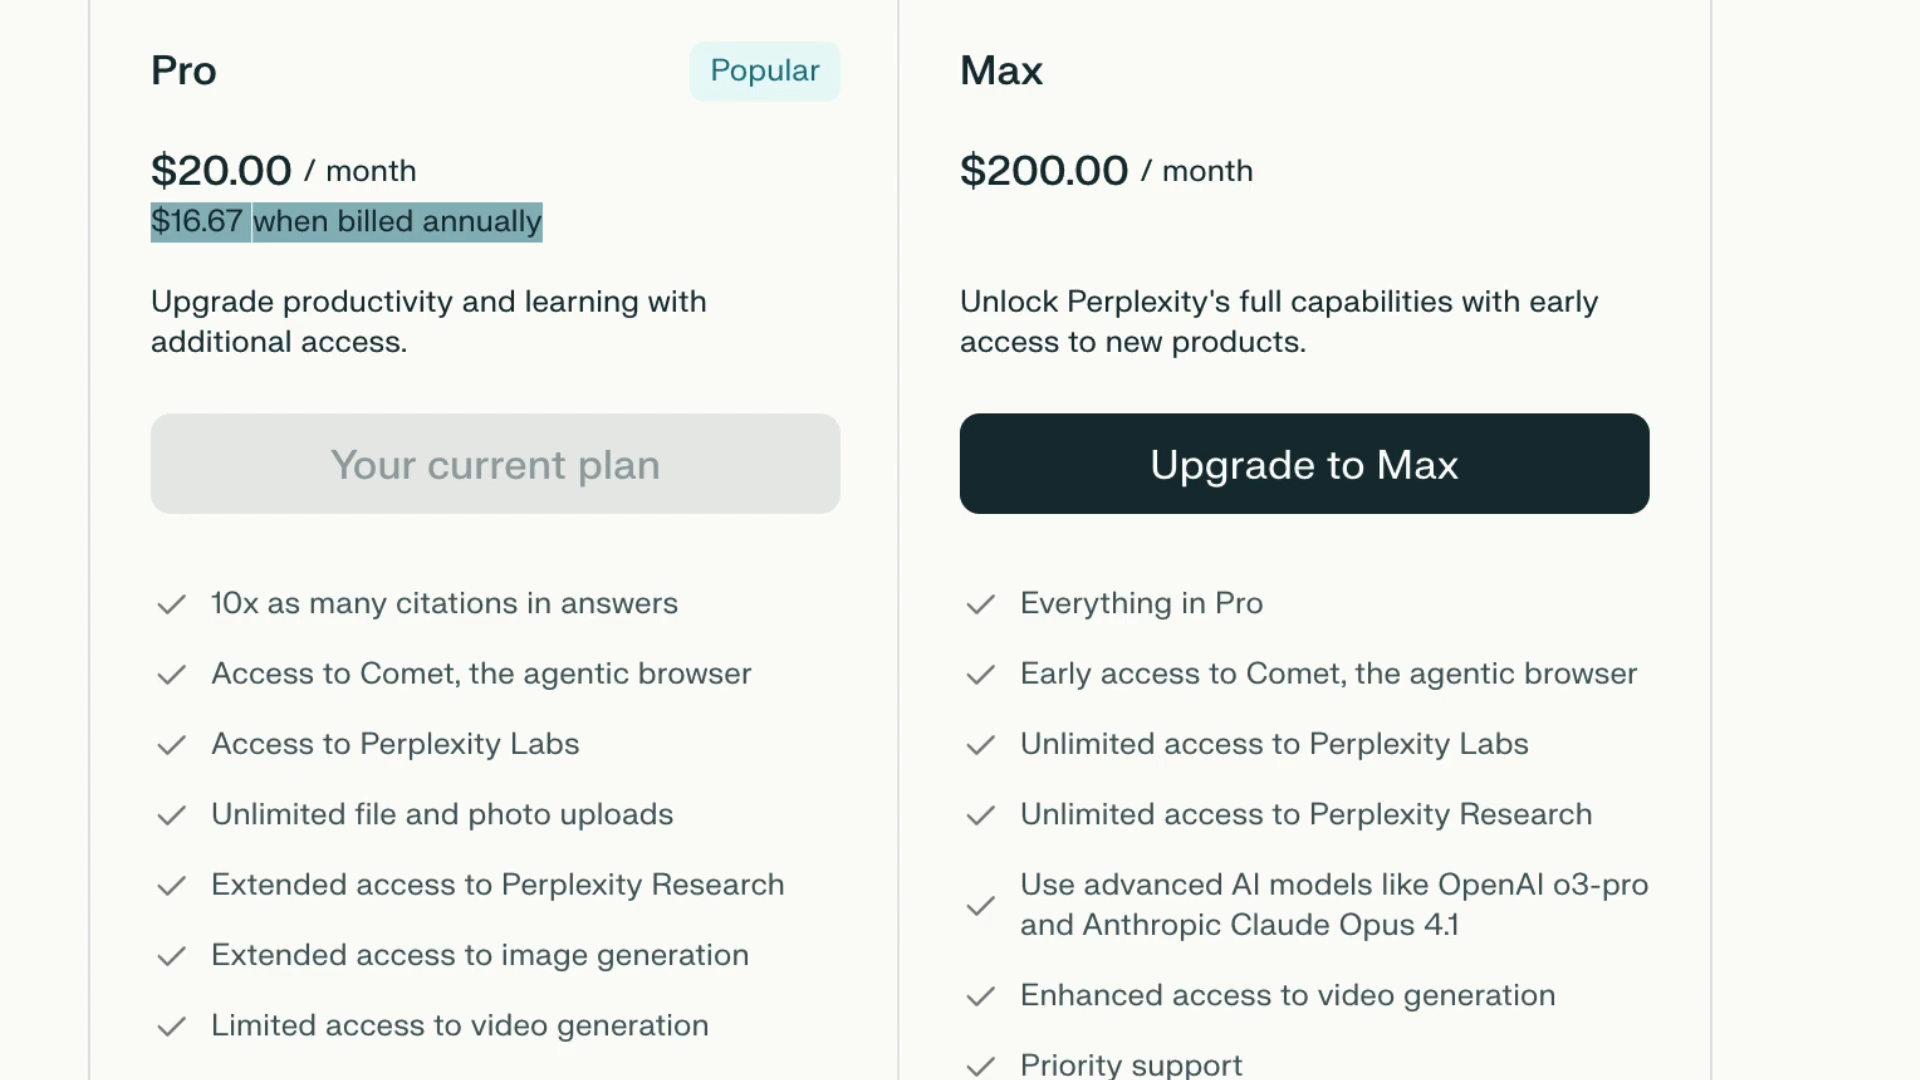 Pro
Popular
$20.00 / month
$16.67 when billed annually
Upgrade productivity and learning with
additional access.
Your current plan
10x as many citations in answers
Access to Comet, the agentic browser
Access to Perplexity Labs
Unlimited file and photo uploads
Extended access to Perplexity Research
Extended access to image generation
Limited access to video generation
Max
$200.00 / month
Unlock Perplexity's full capabilities with early
access to new products.
Upgrade to Max
Everything in Pro
Early access to Comet, the agentic browser
Unlimited access to Perplexity Labs
Unlimited access to Perplexity Research
Use advanced AI models like OpenAI o3-pro
and Anthropic Claude Opus 4.1
Enhanced access to video generation
Priority support